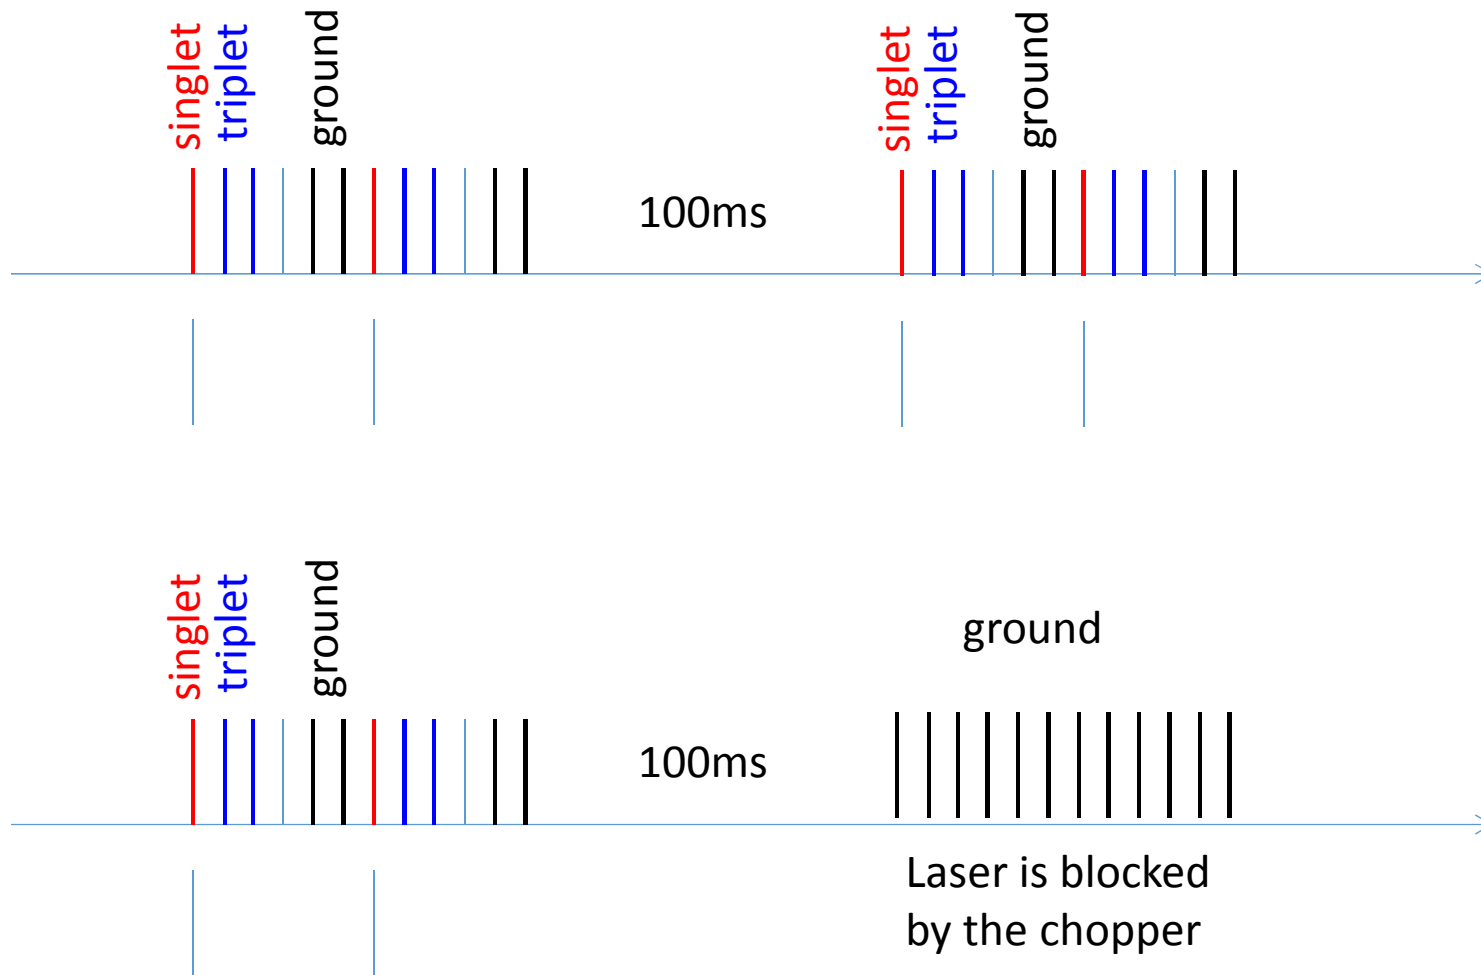 singlet
triplet
ground
singlet
triplet
ground
100ms
singlet
triplet
ground
ground
100ms
Laser is blocked
by the chopper